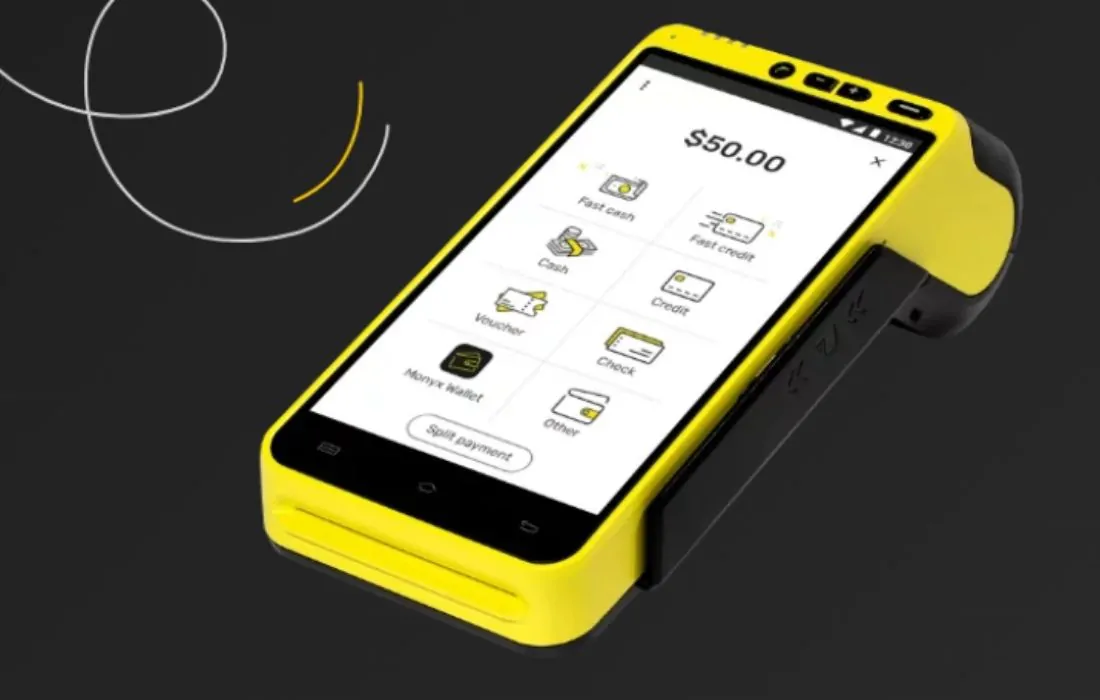 12:30
$50.00
Fast cash
Fast credit
Cash
Credit
Voucher
Check
Monyx Wallet
Other
Split payment